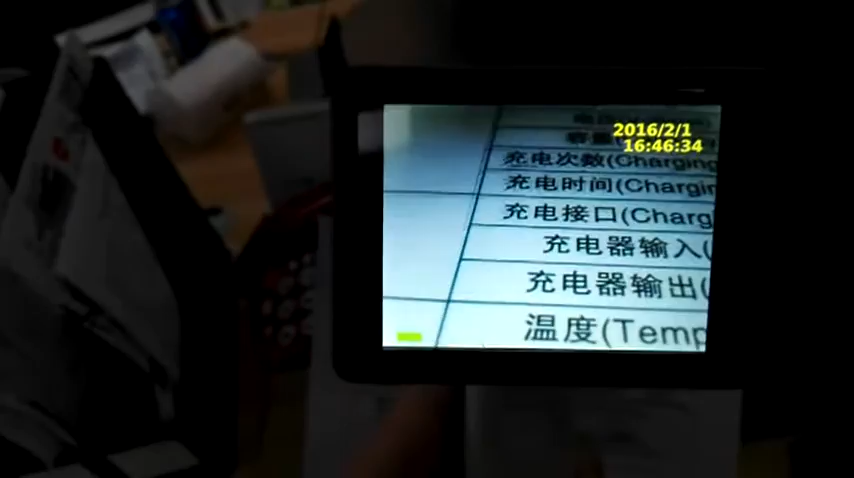 2016/2/1
16:46:34
充电次数(Charging
充电时间(Chargin
充电接口(Charg
充电器输入(
充电器输出(
温度(Temp